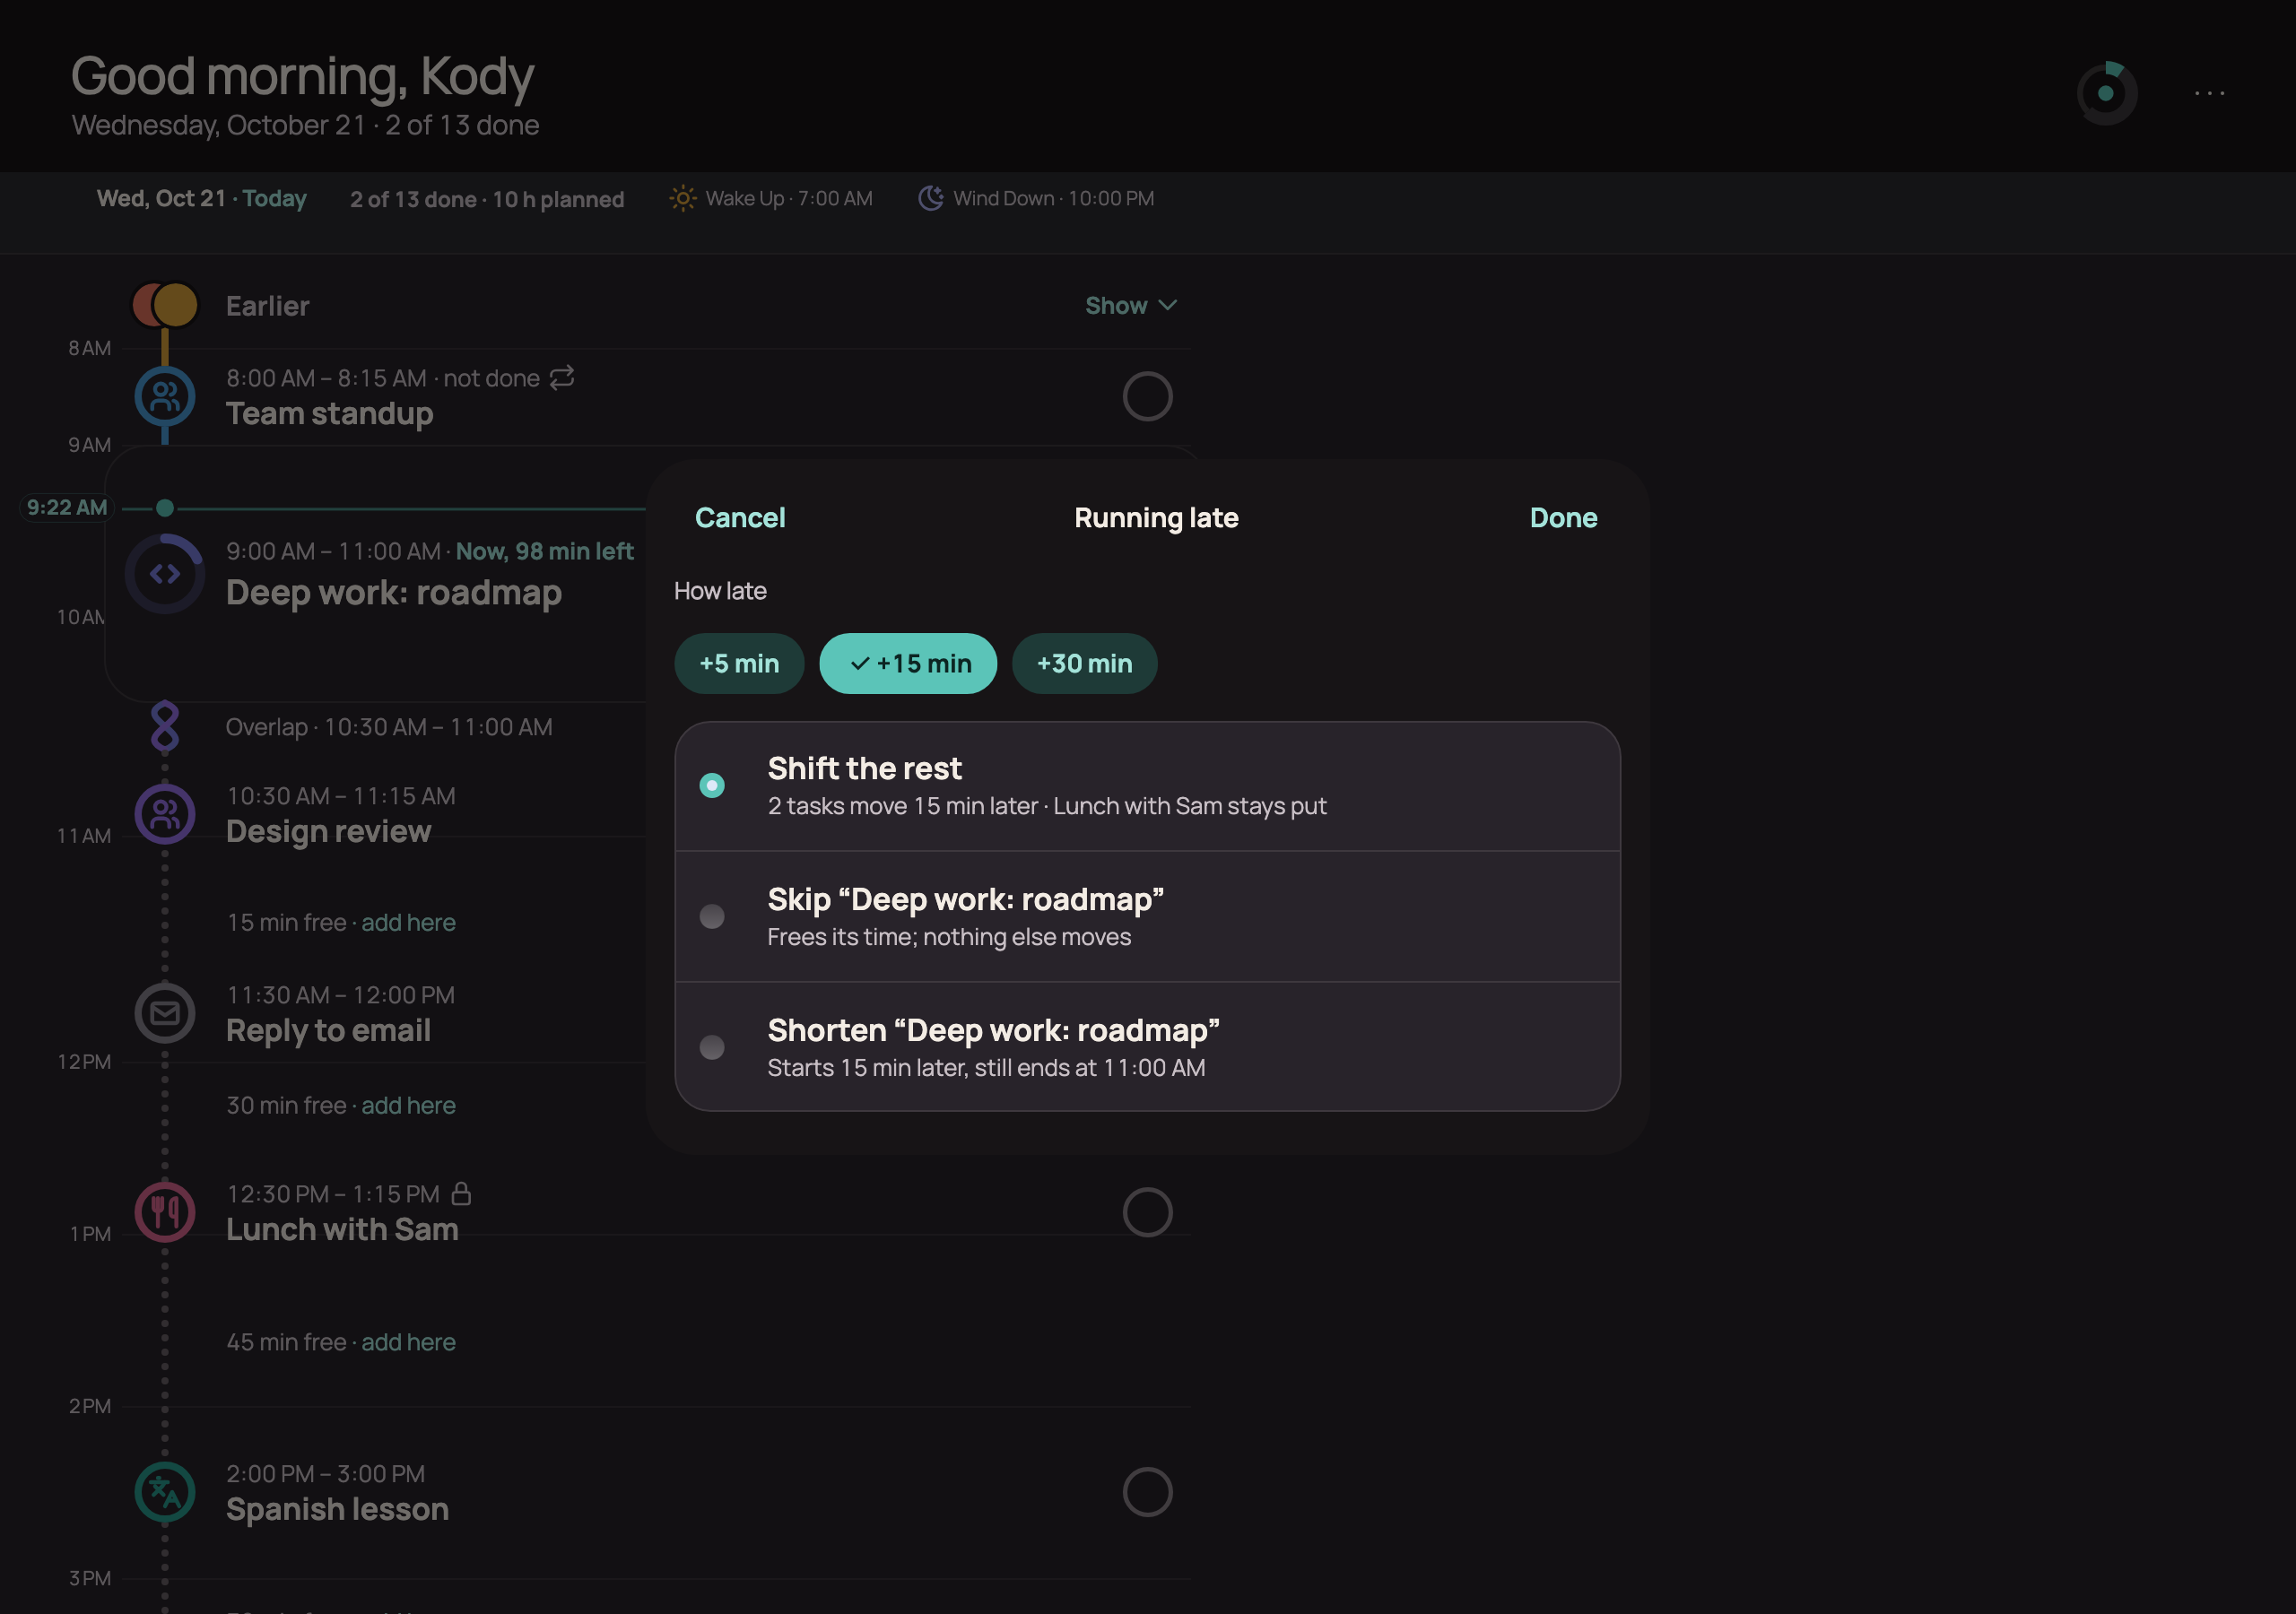 Good morning, Kody
Wednesday, October 21 · 2 of 13 done
Wed, Oct 21 · Today
2 of 13 done · 10 h planned
Wake Up · 7:00 AM
Wind Down · 10:00 PM
Earlier
Show
8 AM
8:00 AM – 8:15 AM · not done
Team standup
9 AM
9:22 AM
9:00 AM – 11:00 AM · Now, 98 min left
Deep work: roadmap
10 AM
Overlap · 10:30 AM – 11:00 AM
10:30 AM – 11:15 AM
Design review
11 AM
15 min free · add here
11:30 AM – 12:00 PM
Reply to email
12 PM
30 min free · add here
12:30 PM – 1:15 PM
Lunch with Sam
1 PM
45 min free · add here
2 PM
2:00 PM – 3:00 PM
Spanish lesson
3 PM
Cancel
Running late
Done
How late
+5 min
+15 min
+30 min
Shift the rest
2 tasks move 15 min later · Lunch with Sam stays put
Skip “Deep work: roadmap”
Frees its time; nothing else moves
Shorten “Deep work: roadmap”
Starts 15 min later, still ends at 11:00 AM